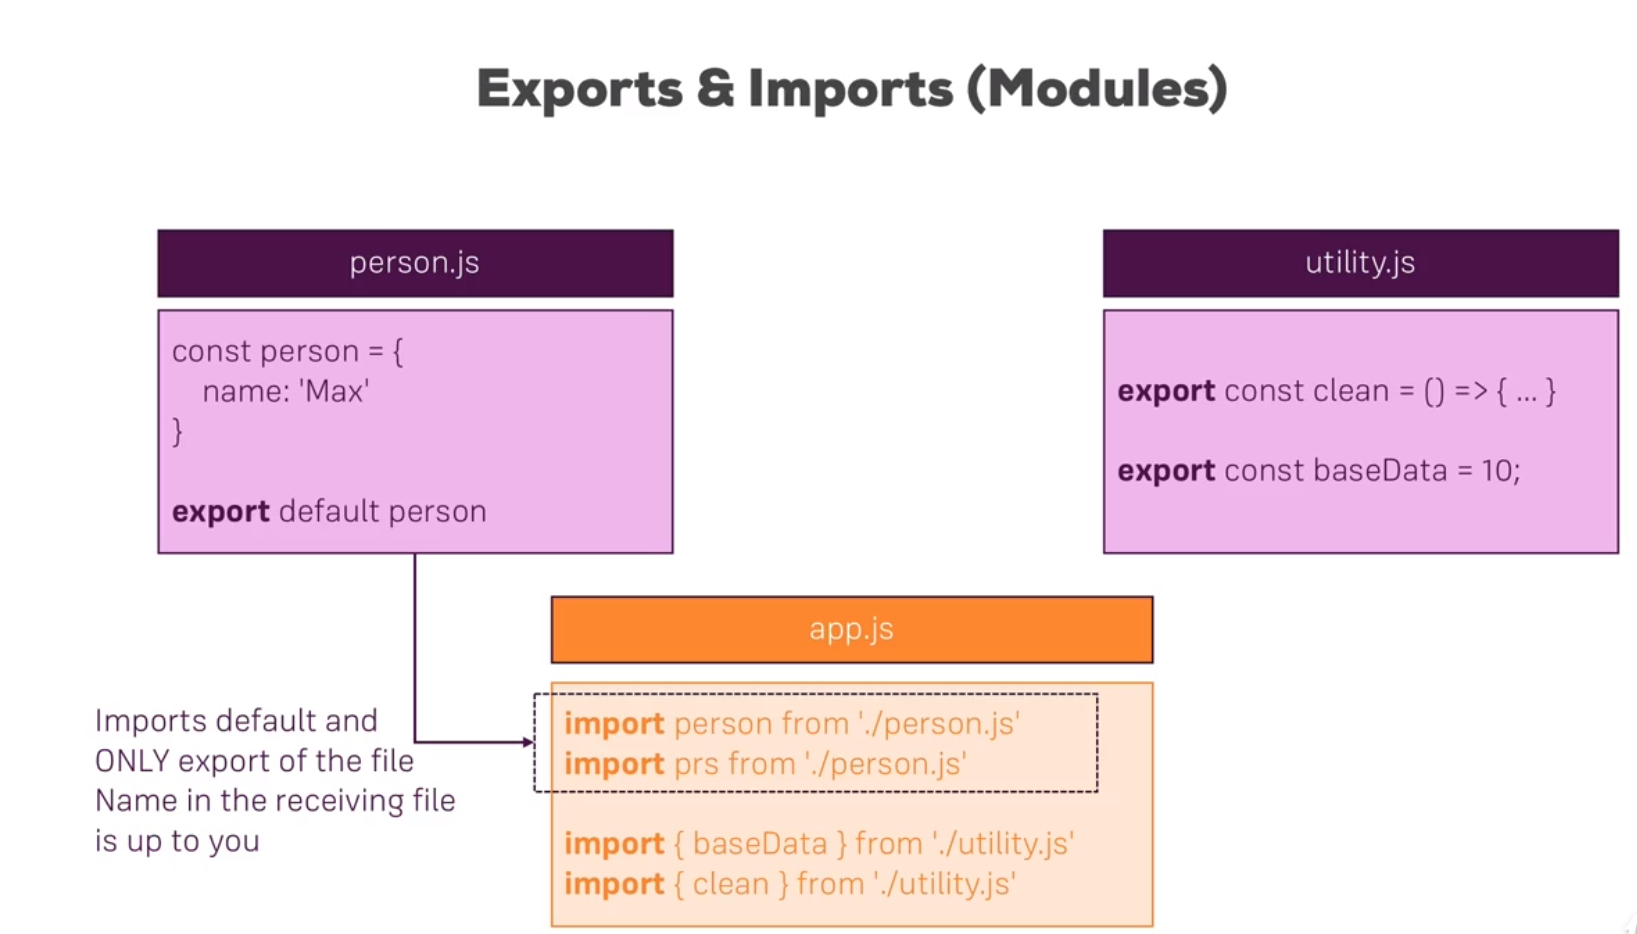 Exports & Imports (Modules)
person.js
const person = {
name: 'Max'
}
export default person
utility.js
export const clean = () => { ... }
export const baseData = 10;
app.js
import person from './person.js'
import prs from './person.js'
import { baseData } from './utility.js'
import { clean } from './utility.js'
Imports default and
ONLY export of the file
Name in the receiving file
is up to you